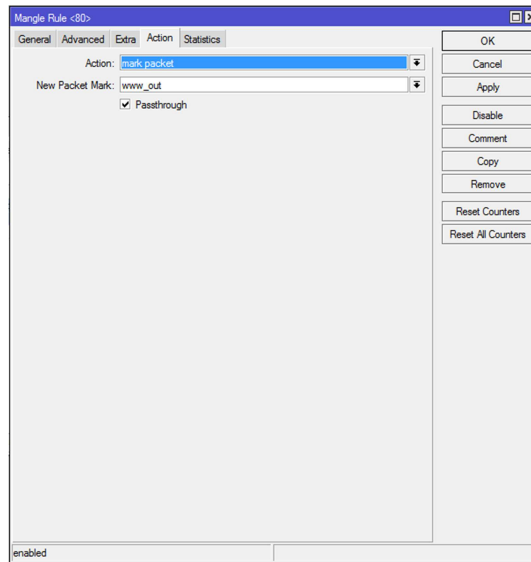 Mangle Rule <80>
General Advanced Extra Action Statistics
Action: mark packet
New Packet Mark: www_out
Passthrough
OK
Cancel
Apply
Disable
Comment
Copy
Remove
Reset Counters
Reset All Counters
enabled